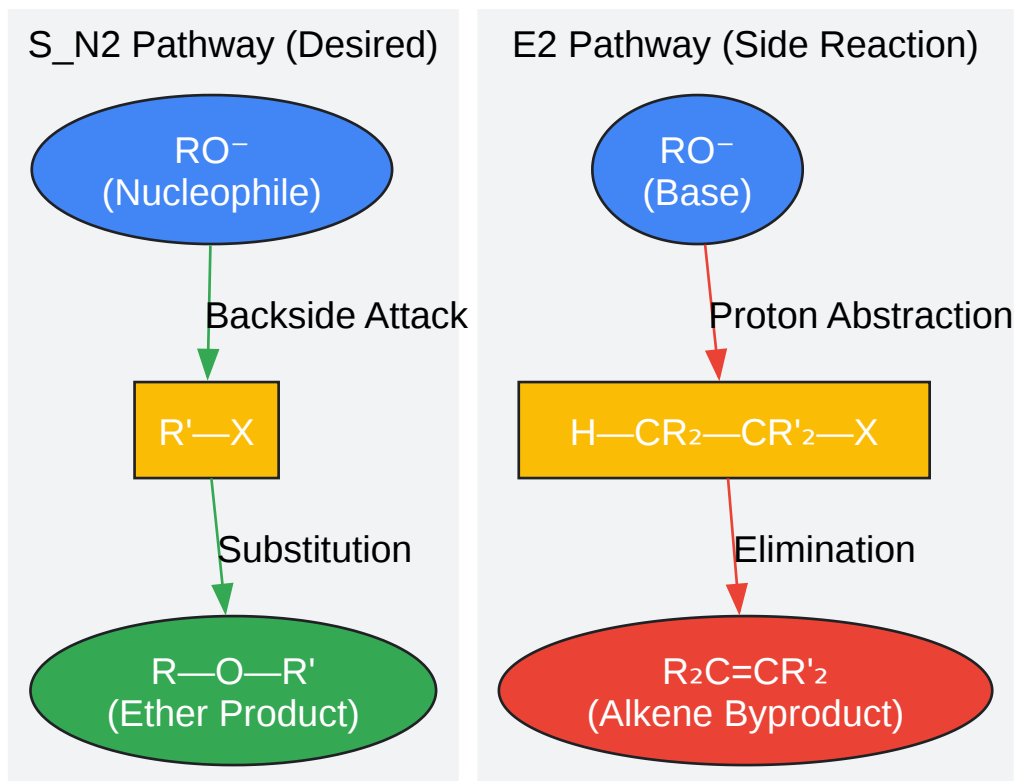 S_N2 Pathway (Desired)
RO⁻
(Nucleophile)
Backside Attack
R'—X
Substitution
R—O—R'
(Ether Product)
E2 Pathway (Side Reaction)
RO⁻
(Base)
Proton Abstraction
H—CR₂—CR'₂—X
Elimination
R₂C=CR'₂
(Alkene Byproduct)